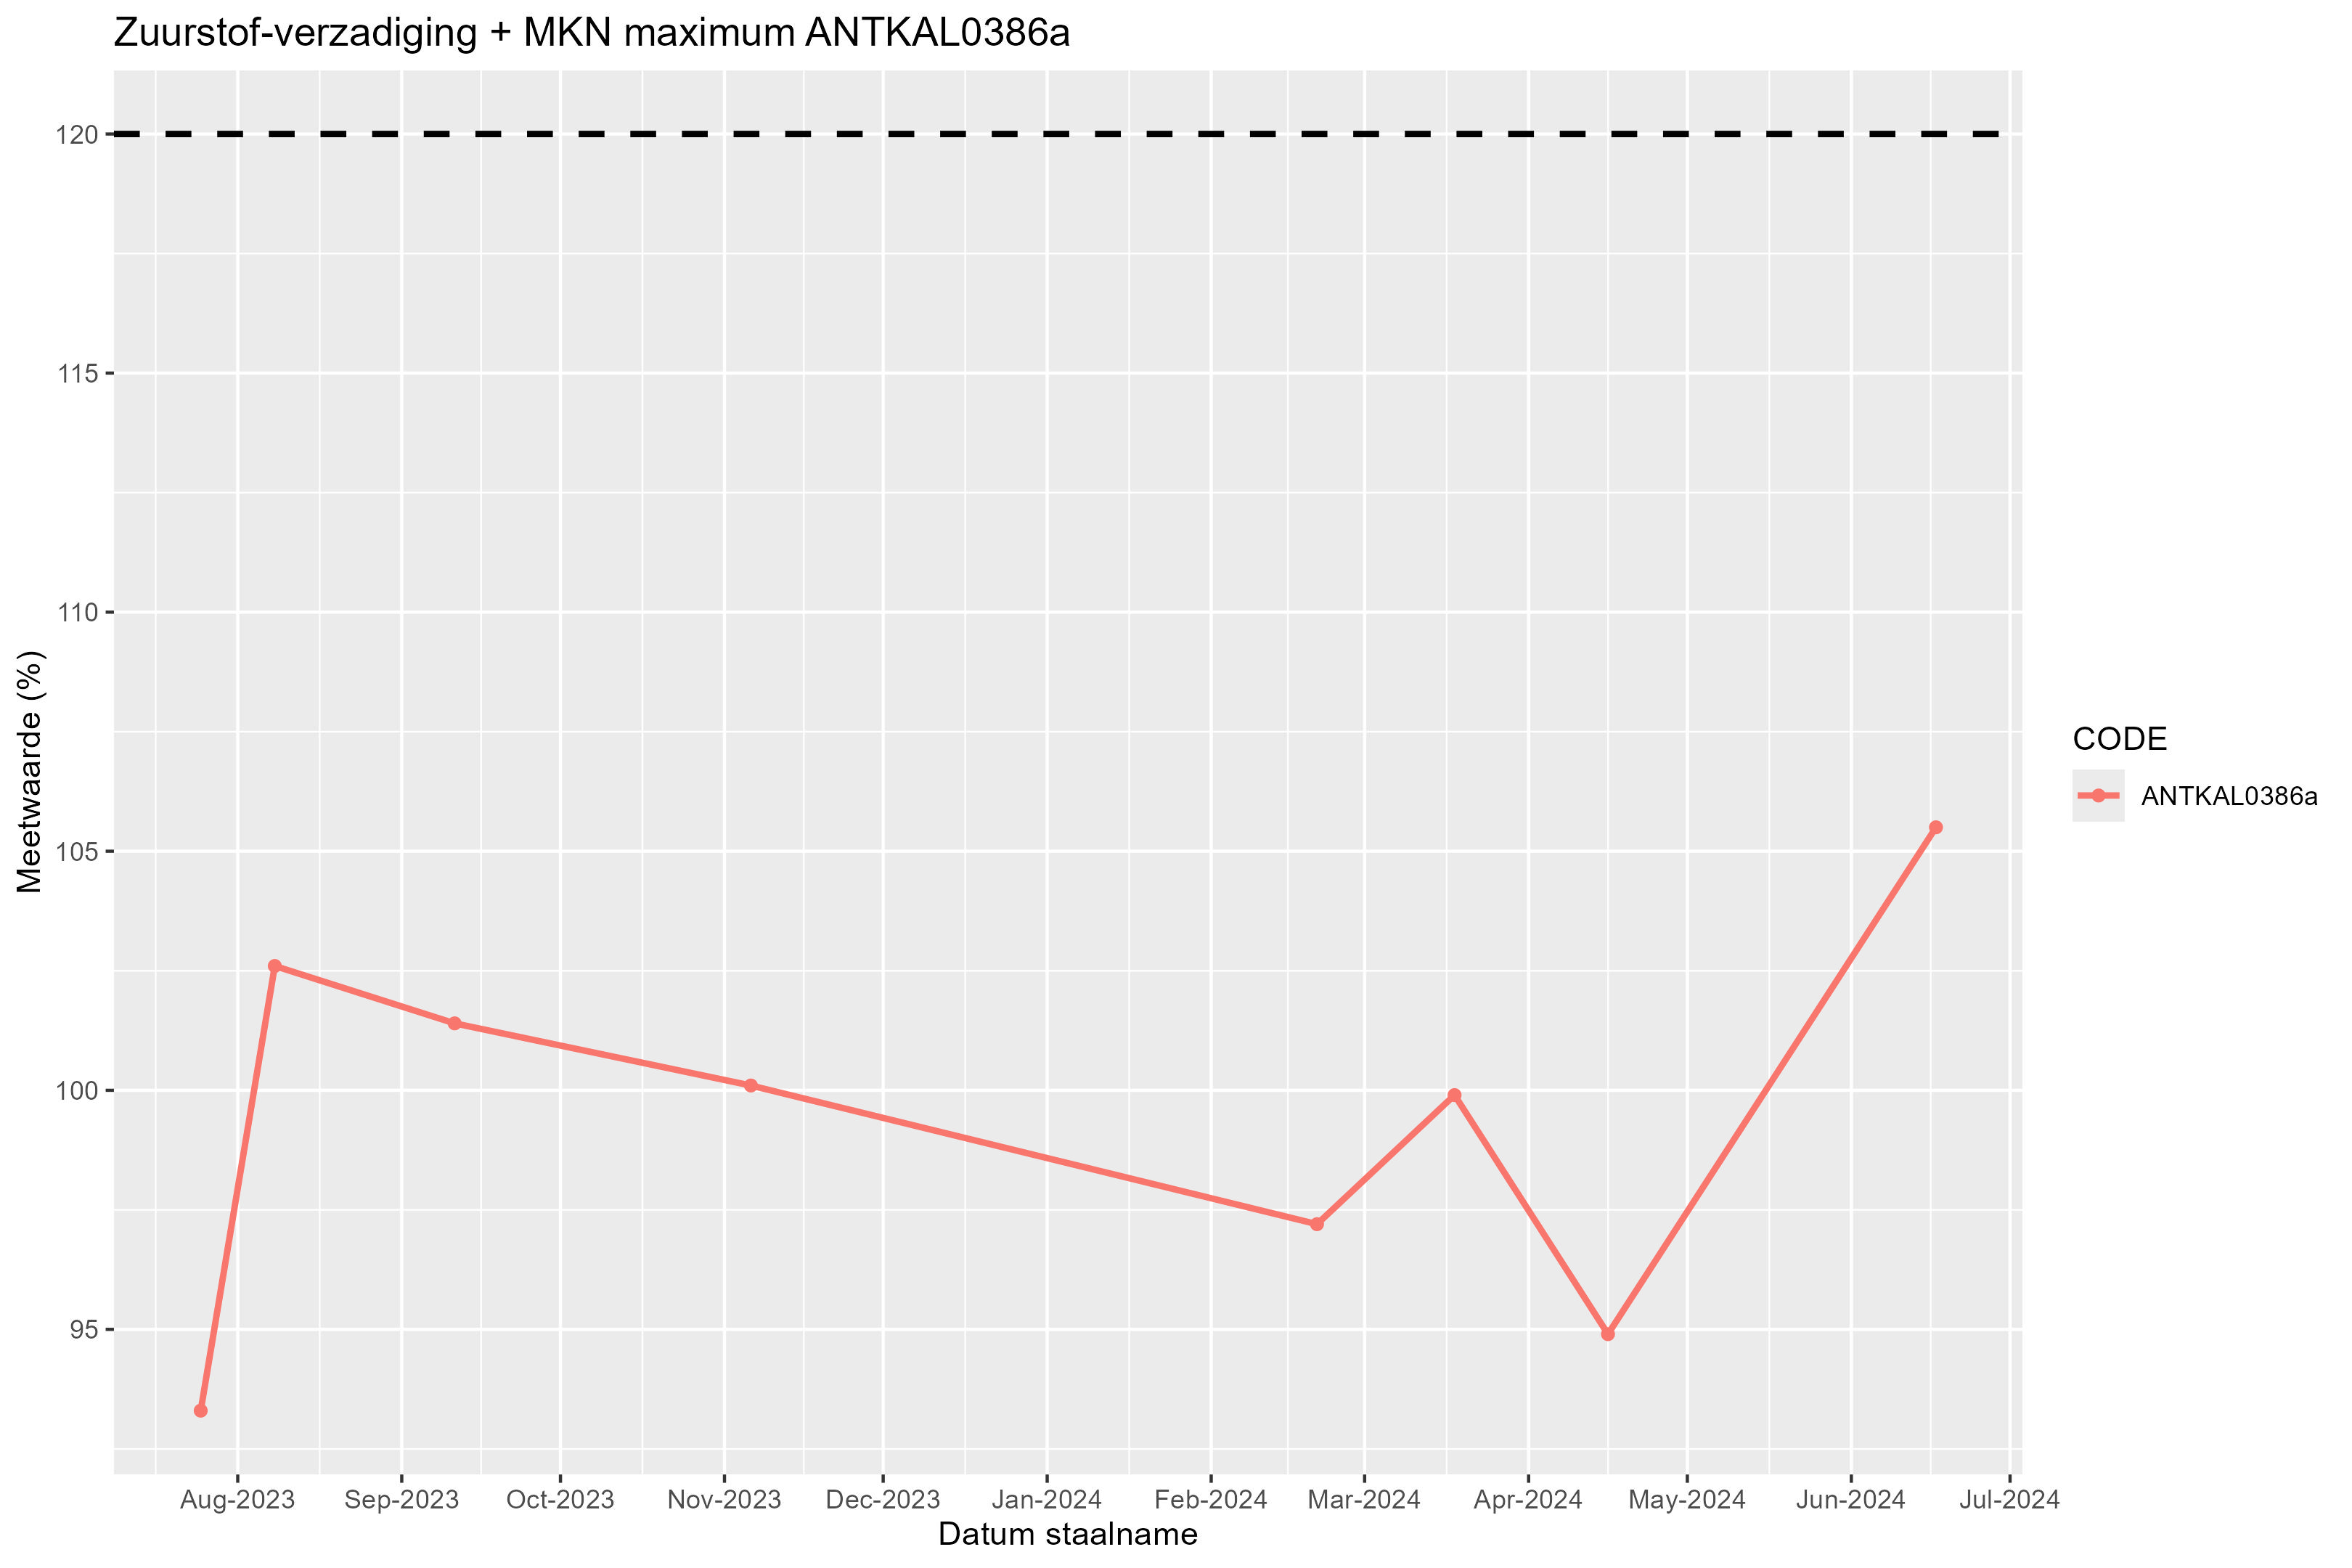 Zuurstof-verzadiging + MKN maximum ANTKAL0386a
120
115
110
105
100
95
Meetwaarde (%)
Aug-2023 Sep-2023 Oct-2023 Nov-2023 Dec-2023 Jan-2024 Feb-2024 Mar-2024 Apr-2024 May-2024 Jun-2024 Jul-2024
Datum staalname
CODE
ANTKAL0386a